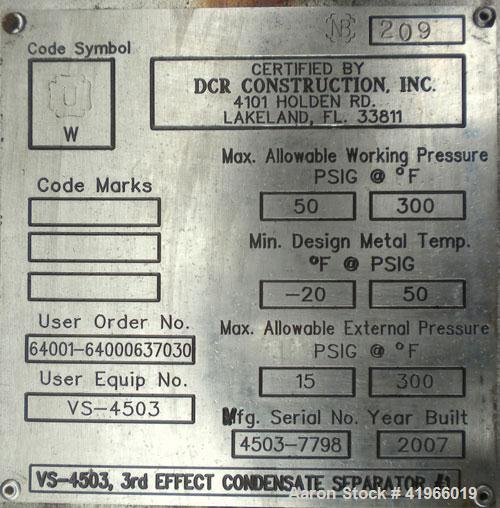 NB 209
Code Symbol
U
W
CERTIFIED BY
DCR CONSTRUCTION, INC.
4101 HOLDEN RD.
LAKELAND, FL. 33811
Max. Allowable Working Pressure
PSIG @ °F
50 300
Code Marks
Min. Design Metal Temp.
°F @ PSIG
-20 50
User Order No.
64001-64000637030
Max. Allowable External Pressure
PSIG @ °F
15 300
User Equip No.
VS-4503
Mfg. Serial No. Year Built
4503-7798 2007
VS-4503, 3rd EFFECT CONDENSATE SEPARATOR #1
Aaron Stock # 41966019